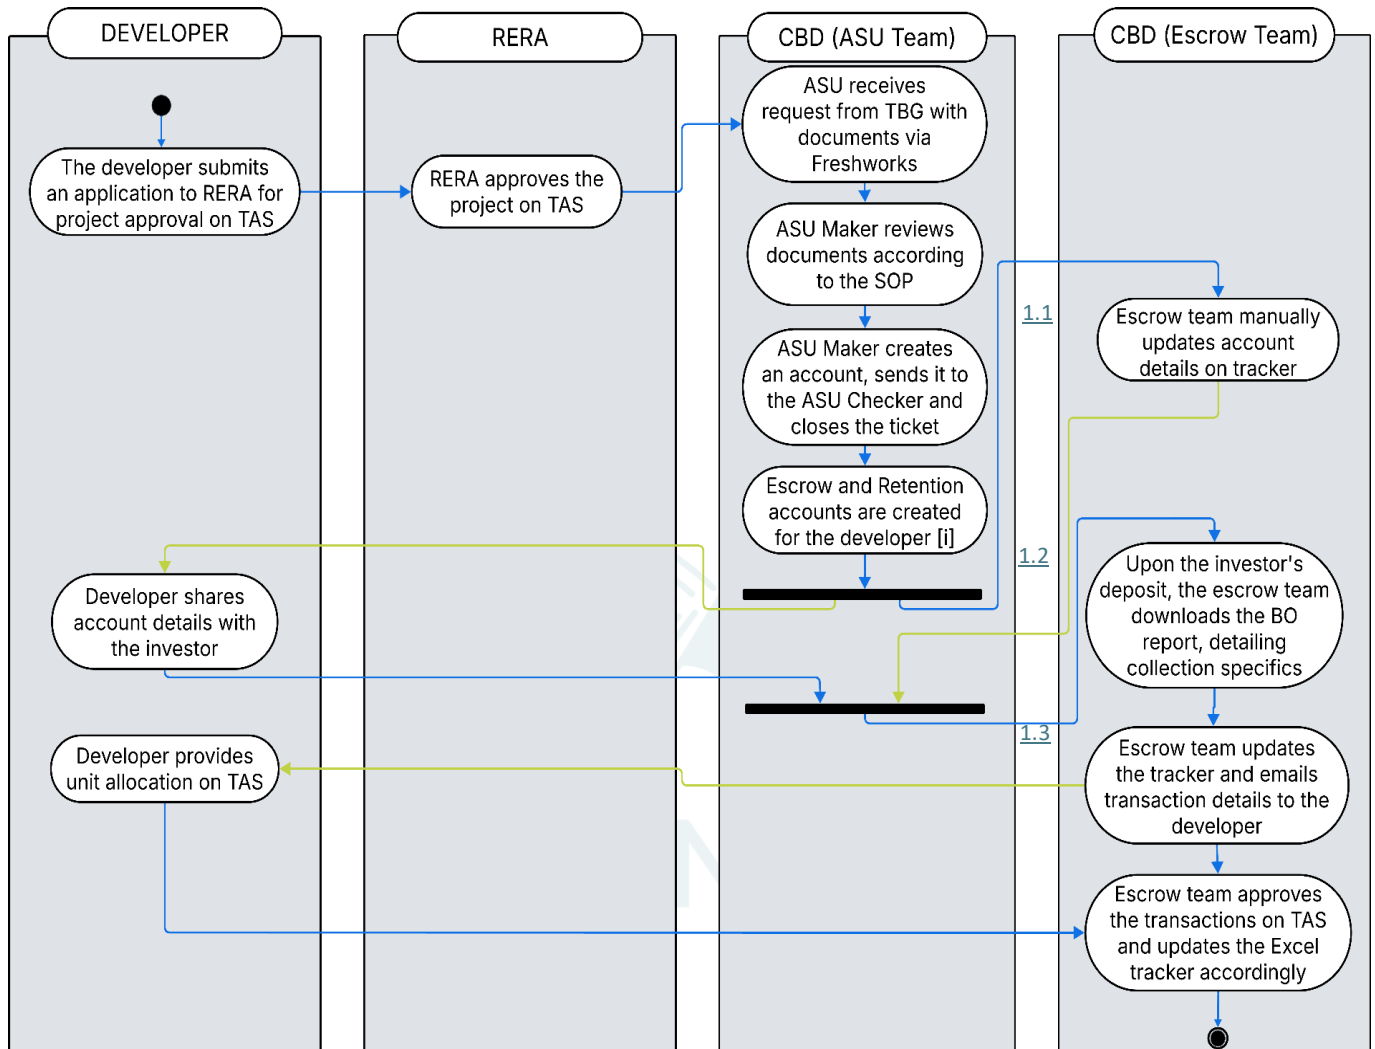 DEVELOPER
RERA
CBD (ASU Team)
CBD (Escrow Team)
The developer submits
an application to RERA for
project approval on TAS
RERA approves the
project on TAS
ASU receives
request from TBG with
documents via
Freshworks
ASU Maker reviews
documents according
to the SOP
ASU Maker creates
an account, sends it to
the ASU Checker and
closes the ticket
Escrow and Retention
accounts are created
for the developer [i]
1.1
Escrow team manually
updates account
details on tracker
Developer shares
account details with
the investor
1.2
Upon the investor's
deposit, the escrow team
downloads the BO
report, detailing
collection specifics
1.3
Escrow team updates
the tracker and emails
transaction details to the
developer
Developer provides
unit allocation on TAS
Escrow team approves
the transactions on TAS
and updates the Excel
tracker accordingly